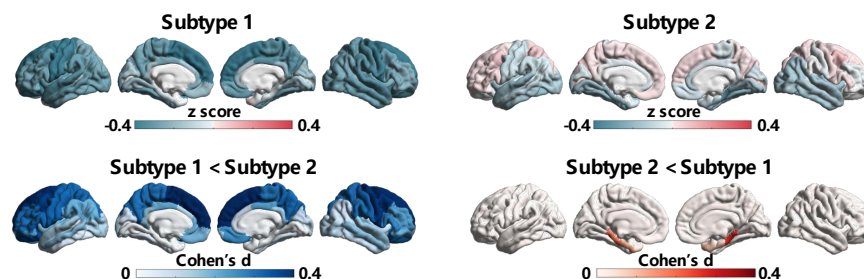 Subtype 1
Subtype 2
z score
-0.4 0.4
z score
-0.4 0.4
Subtype 1 < Subtype 2
Subtype 2 < Subtype 1
Cohen's d
0 0.4
Cohen's d
0 0.4